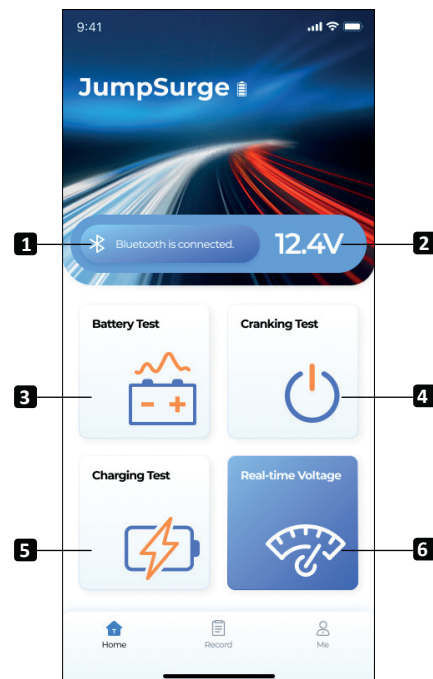 9:41
JumpSurge
1
Bluetooth is connected.
12.4V
2
Battery Test
Cranking Test
3
4
Charging Test
Real-time Voltage
5
6
T
Home
Record
Me